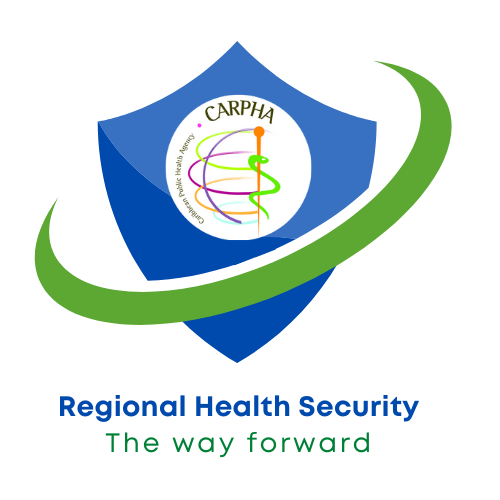 CARPHA
Caribbean Public Health Agency
Regional Health Security
The way forward